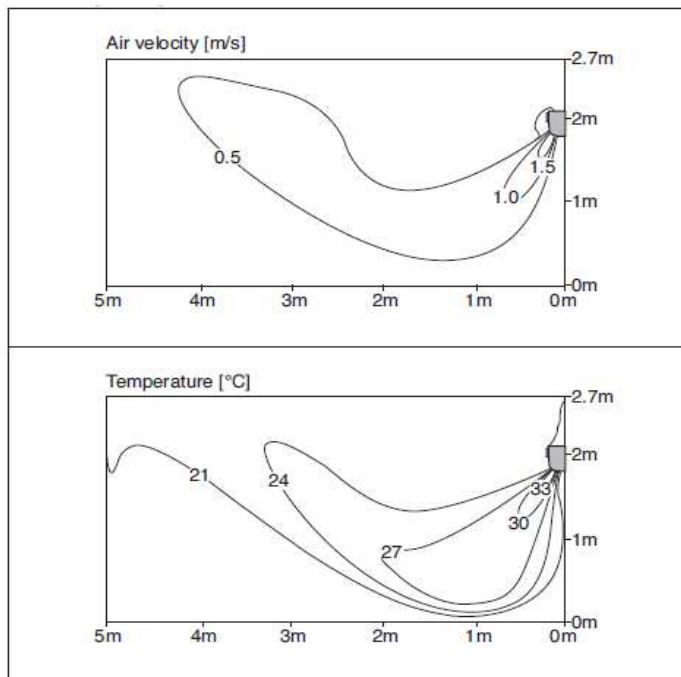 Air velocity [m/s]
2.7m
2m
0.5
1.5
1.0
1m
0m
5m 4m 3m 2m 1m 0m
Temperature [°C]
2.7m
2m
21 24 33
30
1m
27
0m
5m 4m 3m 2m 1m 0m